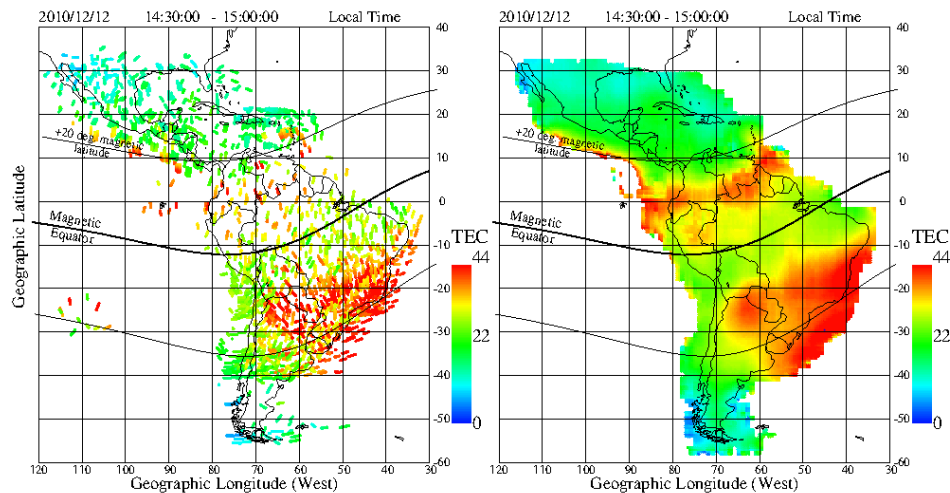 2010/12/12 14:30:00 - 15:00:00 Local Time
2010/12/12 14:30:00 - 15:00:00 Local Time
40
30
20
10
0
-10
-20
-30
-40
-50
-60
40
30
20
10
0
-10
-20
-30
-40
-50
-60
+20 deg. magnetic
latitude
+20 deg. magnetic
latitude
Magnetic
Equator
Magnetic
Equator
Geographic Latitude
TEC
44
22
0
TEC
44
22
0
120 110 100 90 80 70 60 50 40 30
120 110 100 90 80 70 60 50 40 30
Geographic Longitude (West)
Geographic Longitude (West)